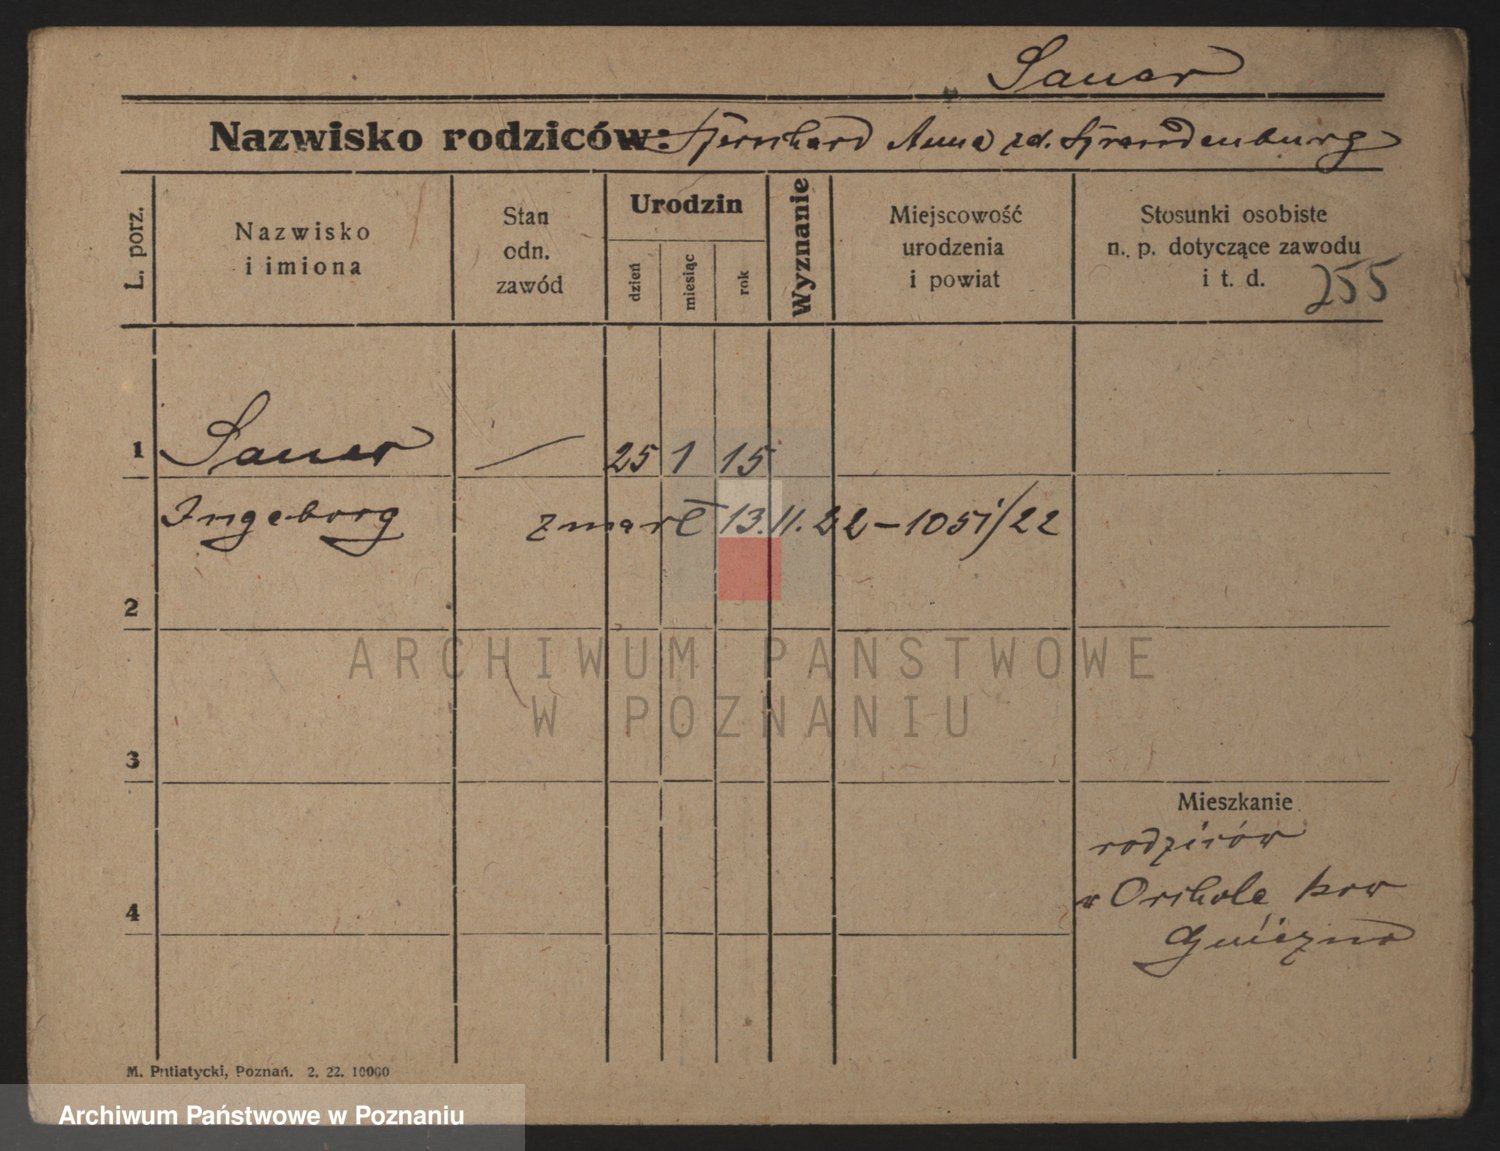 Sauer
Nazwisko rodziców: Bernhard Anna zd. Brandenburg
L. porz.
Nazwisko
i imiona
Stan
odn.
zawód
Urodzin
dzień
miesiąc
rok
Wyznanie
Miejscowość
urodzenia
i powiat
Stosunki osobiste
n. p. dotyczące zawodu
i t. d.
255
1 Sauer — 25 1 15
Ingeborg zmarł 13.11.22 – 1051/22
2
ARCHIWUM PAŃSTWOWE
W POZNANIU
3
Mieszkanie
rodziców
w Orchole pow
4
Gniezno
M. Putiatycki, Poznań. 2. 22. 10000
Archiwum Państwowe w Poznaniu